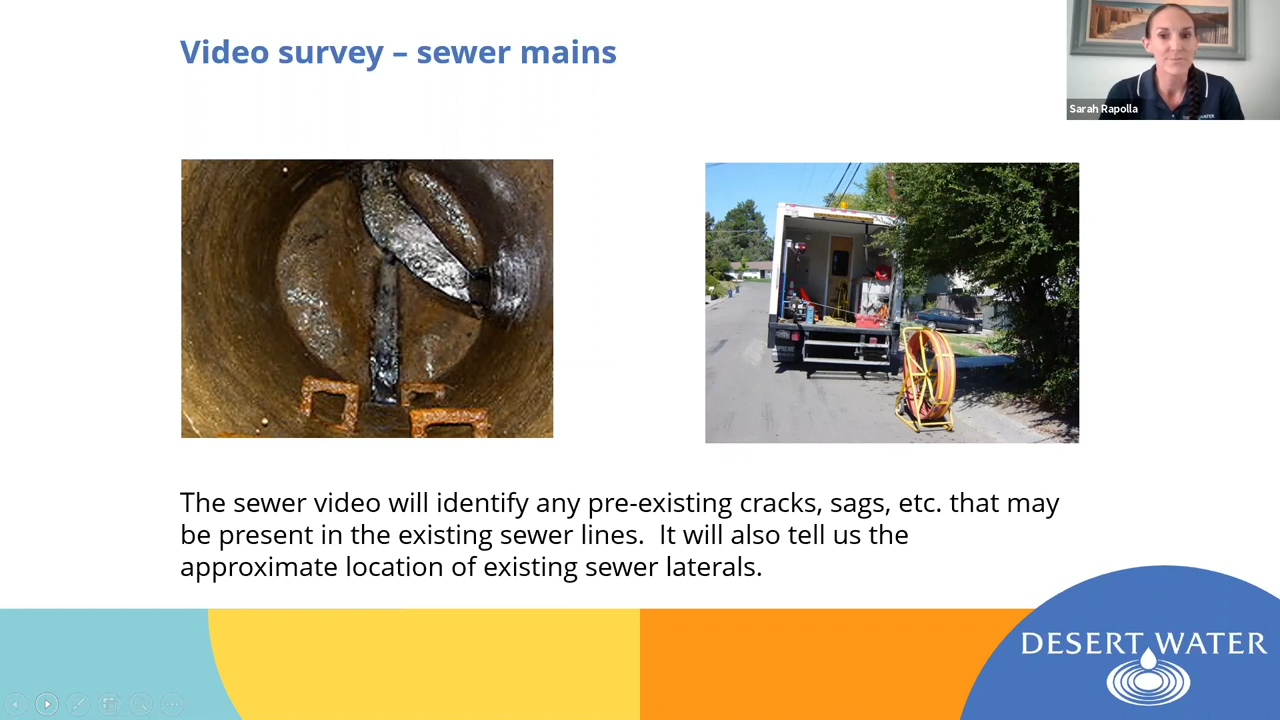 Video survey – sewer mains
Sarah Rapolla
The sewer video will identify any pre-existing cracks, sags, etc. that may
be present in the existing sewer lines.  It will also tell us the
approximate location of existing sewer laterals.
DESERT WATER